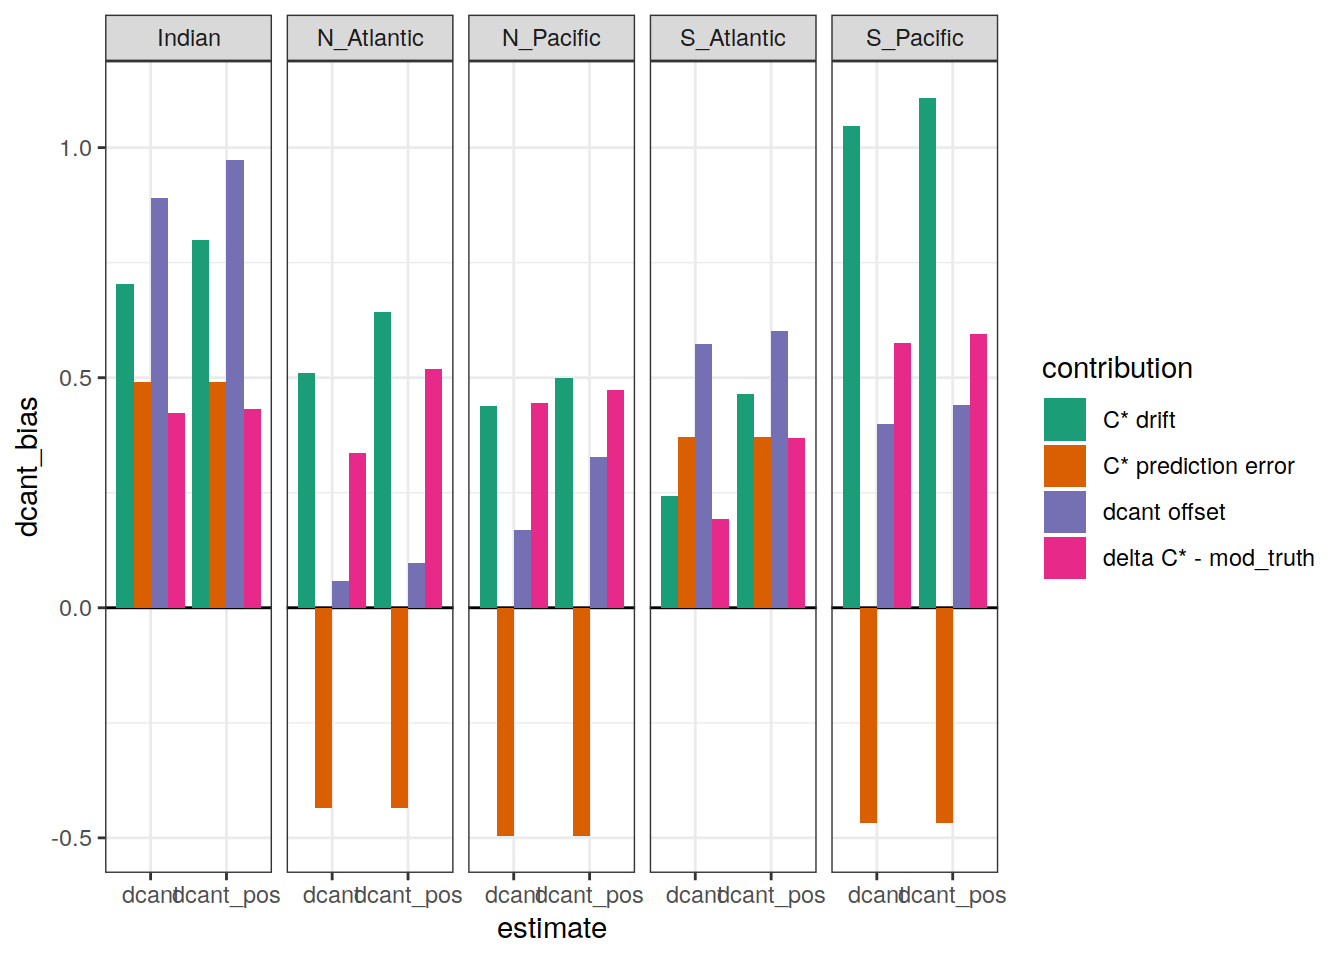 Indian N_Atlantic N_Pacific S_Atlantic S_Pacific
1.0
0.5
0.0
-0.5
dcant_bias
dcant dcant_pos dcant dcant_pos dcant dcant_pos dcant dcant_pos dcant dcant_pos
estimate
contribution
C* drift
C* prediction error
dcant offset
delta C* - mod_truth